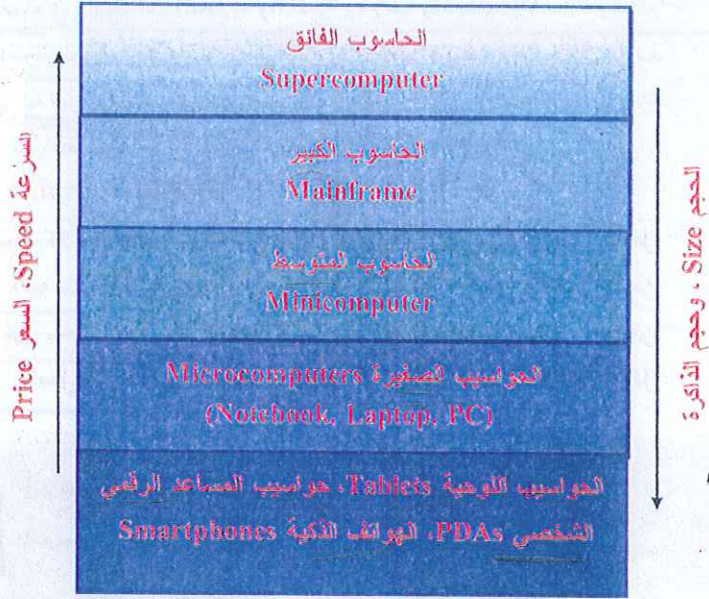 الحاسوب الفائق
Supercomputer
الحاسوب الكبير
Mainframe
الحاسوب المتوسط
Minicomputer
الحواسيب الصغيرة Microcomputers
(Notebook, Laptop, PC)
الحواسيب اللوحية Tablets، حواسيب المساعد الرقمي
الشخصي PDAs، الهواتف الذكية Smartphones
السرعة Speed، السعر Price
الحجم Size ، وحجم الذاكرة